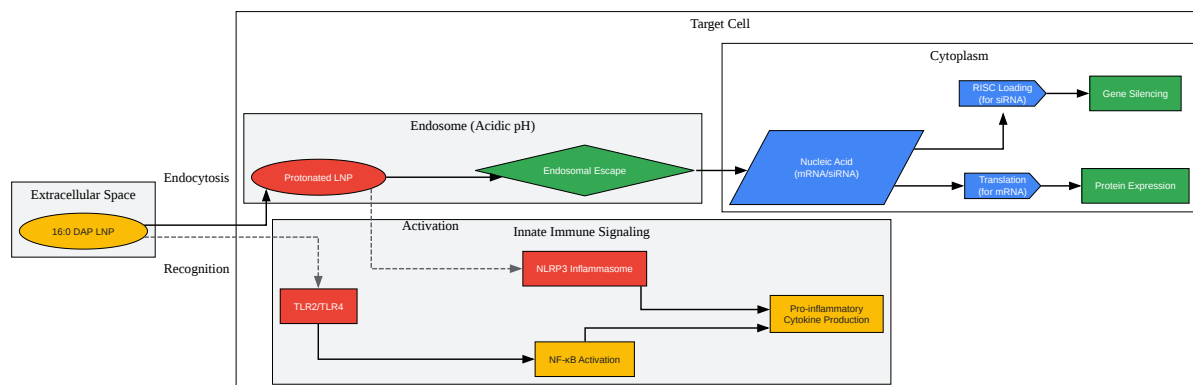 Target Cell
Cytoplasm
RISC Loading
(for siRNA)
Gene Silencing
Endosome (Acidic pH)
Protonated LNP
Endosomal Escape
Nucleic Acid
(mRNA/siRNA)
Translation
(for mRNA)
Protein Expression
Endocytosis
Extracellular Space
16:0 DAP LNP
Activation
Innate Immune Signaling
Recognition
NLRP3 Inflammasome
TLR2/TLR4
Pro-inflammatory
Cytokine Production
NF-κB Activation